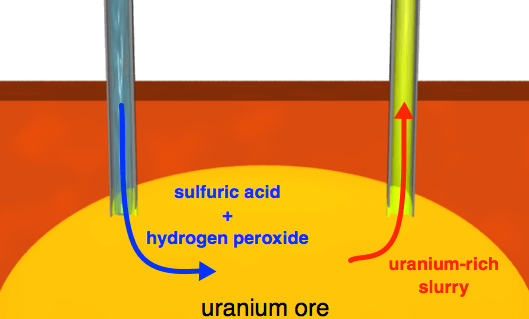 sulfuric acid
+
hydrogen peroxide
uranium-rich
slurry
uranium ore